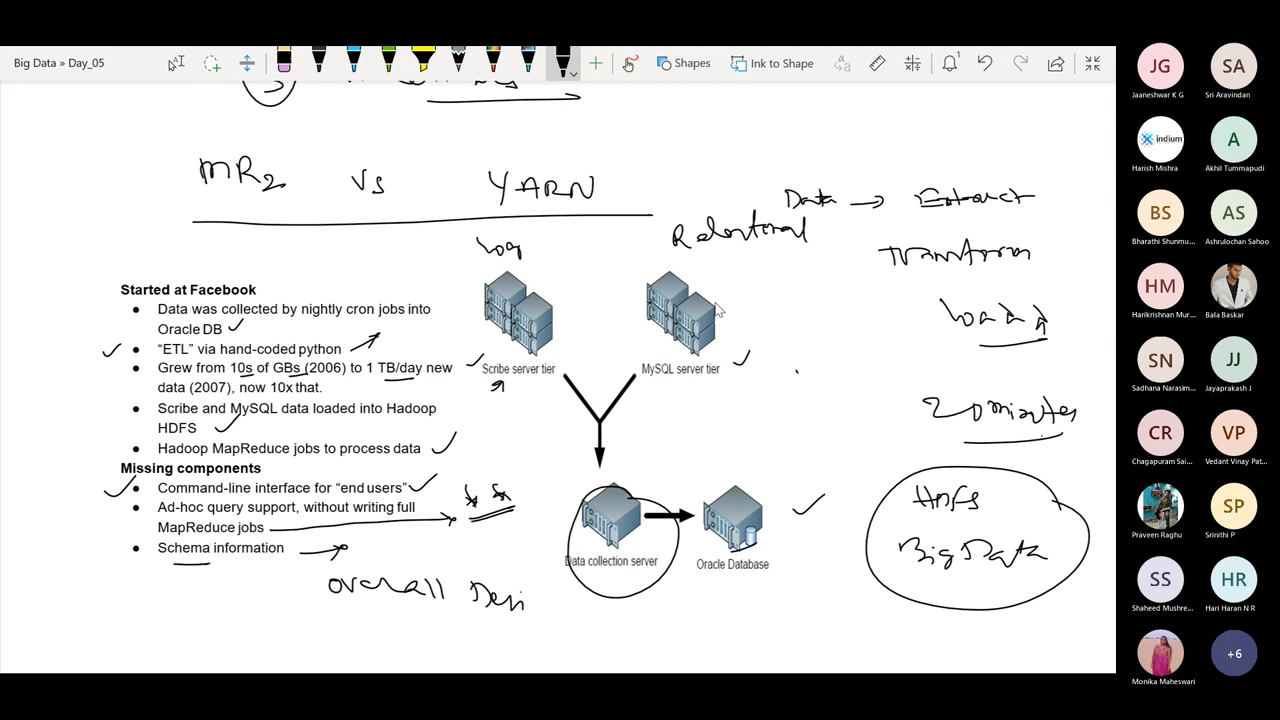 Big Data » Day_05
Shapes
Ink to Shape
1
3
MR2 vs YARN
Data → Extract
Relational
Log
Transform
Started at Facebook
• Data was collected by nightly cron jobs into
Oracle DB
• “ETL” via hand-coded python
• Grew from 10s of GBs (2006) to 1 TB/day new
data (2007), now 10x that.
• Scribe and MySQL data loaded into Hadoop
HDFS
• Hadoop MapReduce jobs to process data
Missing components
• Command-line interface for “end users”
• Ad-hoc query support, without writing full
MapReduce jobs
• Schema information
Scribe server tier
MySQL server tier
20 minutes
HDFS
Big Data
Data collection server
Oracle Database
overall Desi
JG
Jaaneshwar K G
SA
Sri Aravindan
indium
Harish Mishra
A
Akhil Tummapudi
BS
Bharathi Shunmu...
AS
Ashrulochan Sahoo
HM
Harikrishnan Mur...
Bala Baskar
SN
Sadhana Narasim...
JJ
Jayaprakash J
CR
Chagapuram Sai...
VP
Vedant Vinay Pat...
Praveen Raghu
SP
Srinithi P
SS
Shaheed Mushre...
HR
Hari Haran N R
Monika Maheswari
+6